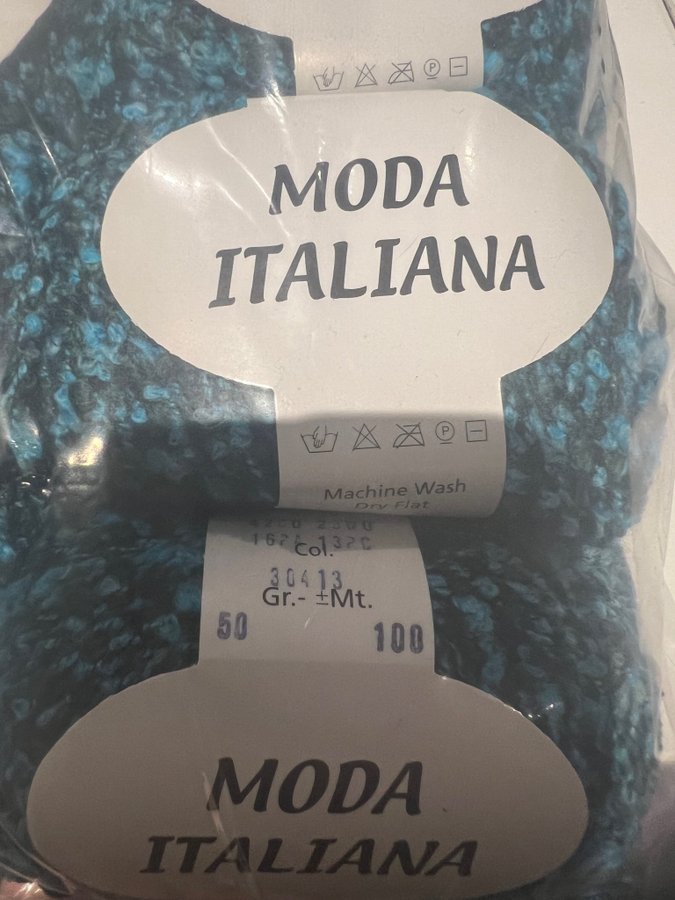 P
MODA
ITALIANA
P
Machine Wash
Dry Flat
Col.
30413
Gr.- ±Mt.
50 100
MODA
ITALIANA